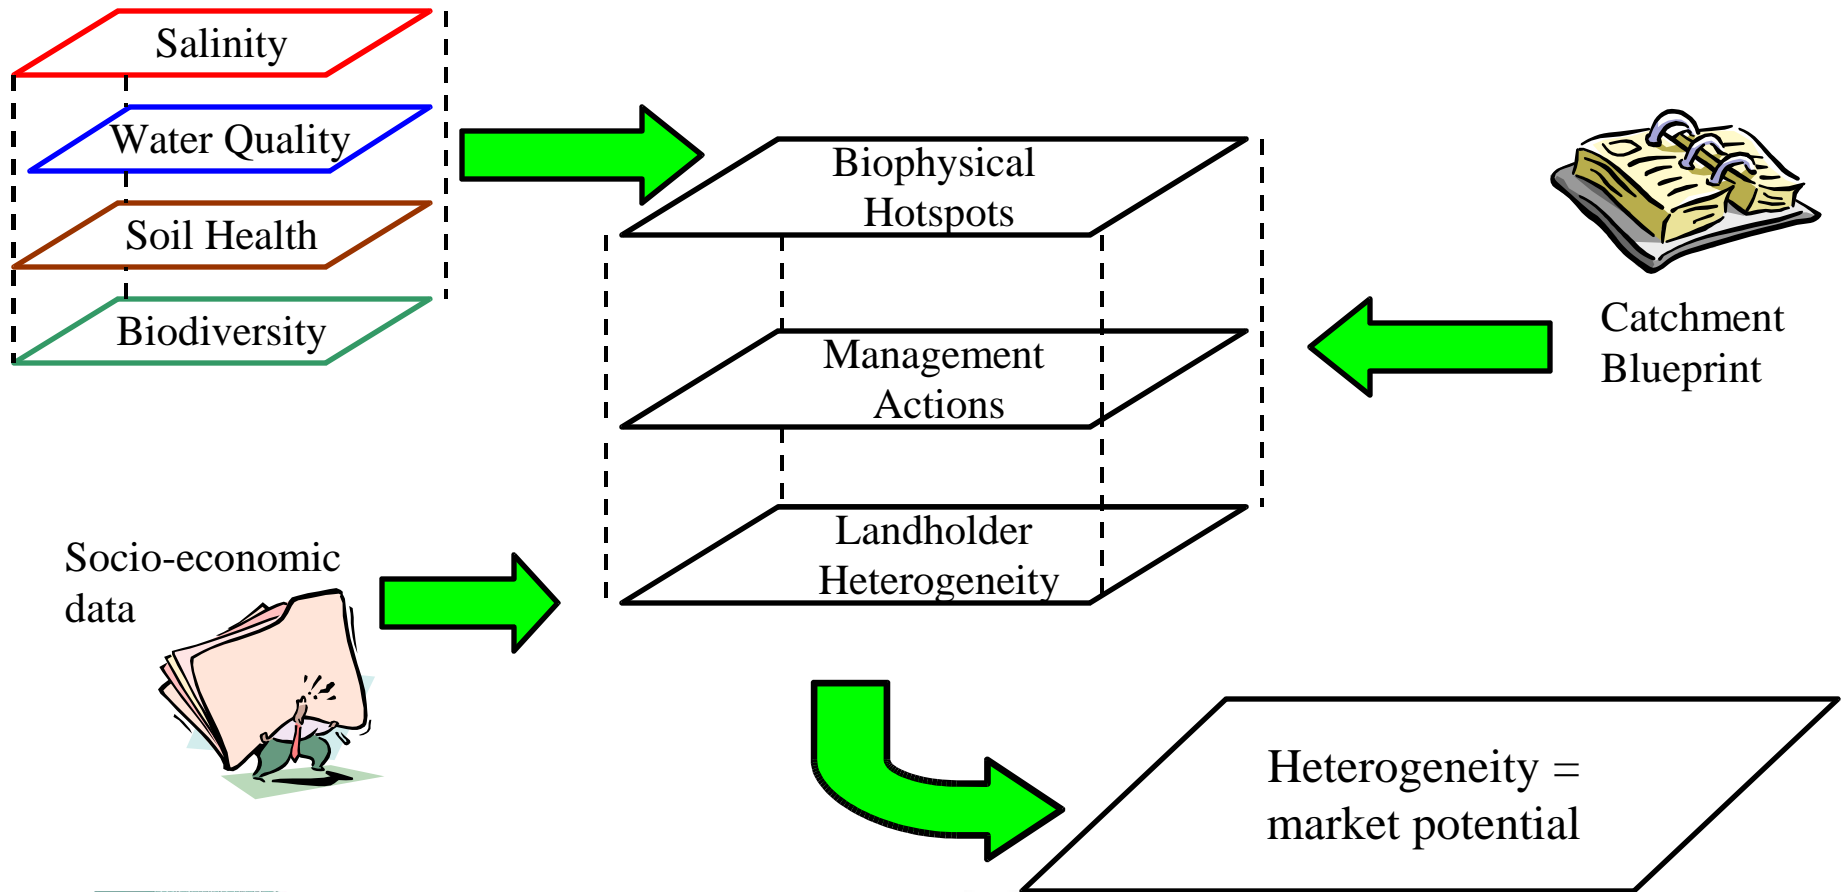 Salinity
Water Quality
Soil Health
Biodiversity
Biophysical
Hotspots
Management
Actions
Landholder
Heterogeneity
Catchment
Blueprint
Socio-economic
data
Heterogeneity =
market potential